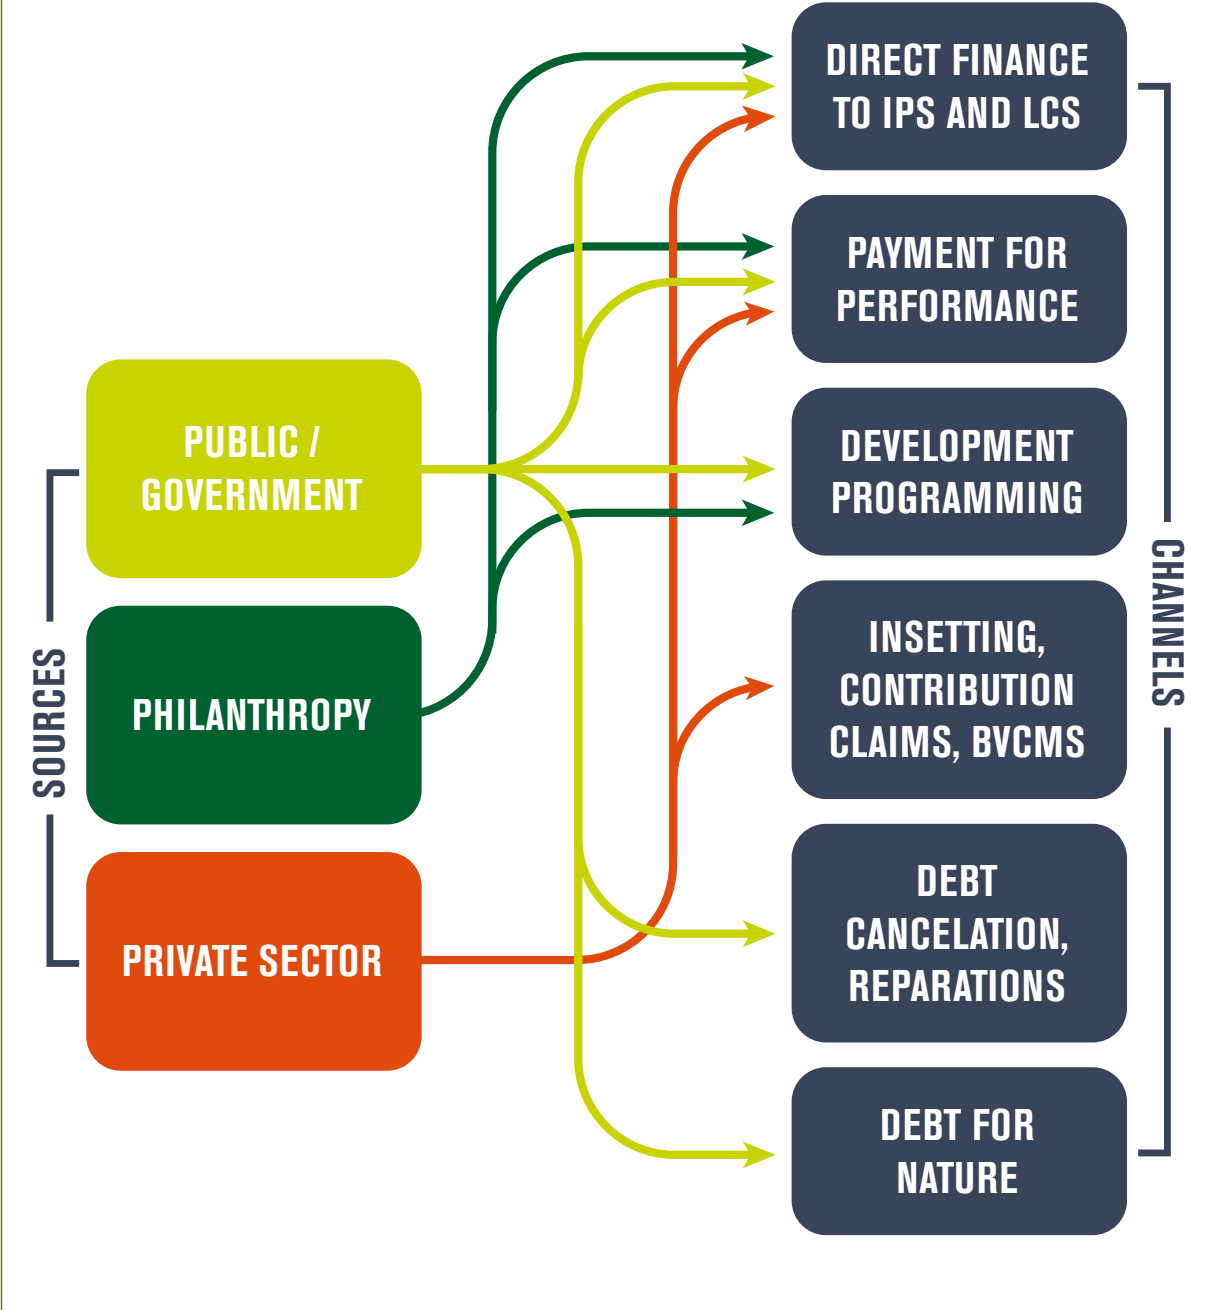 SOURCES
PUBLIC /
GOVERNMENT
PHILANTHROPY
PRIVATE SECTOR
DIRECT FINANCE
TO IPS AND LCS
PAYMENT FOR
PERFORMANCE
DEVELOPMENT
PROGRAMMING
INSETTING,
CONTRIBUTION
CLAIMS, BVCMS
DEBT
CANCELATION,
REPARATIONS
DEBT FOR
NATURE
CHANNELS